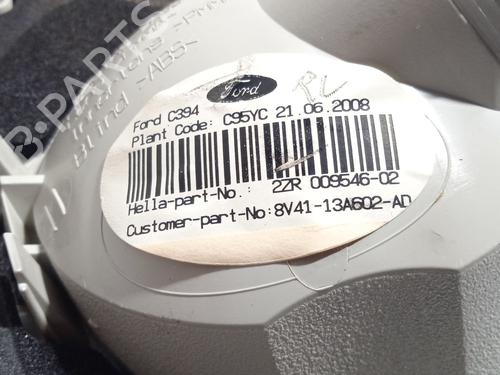 Ford
Ford C394
Plant Code: C95YC 21.06.2008
Hella-part-No.: 2ZR 009546-02
Customer-part-No:8V41-13A602-AD
Blind >ABS<
B-PARTS